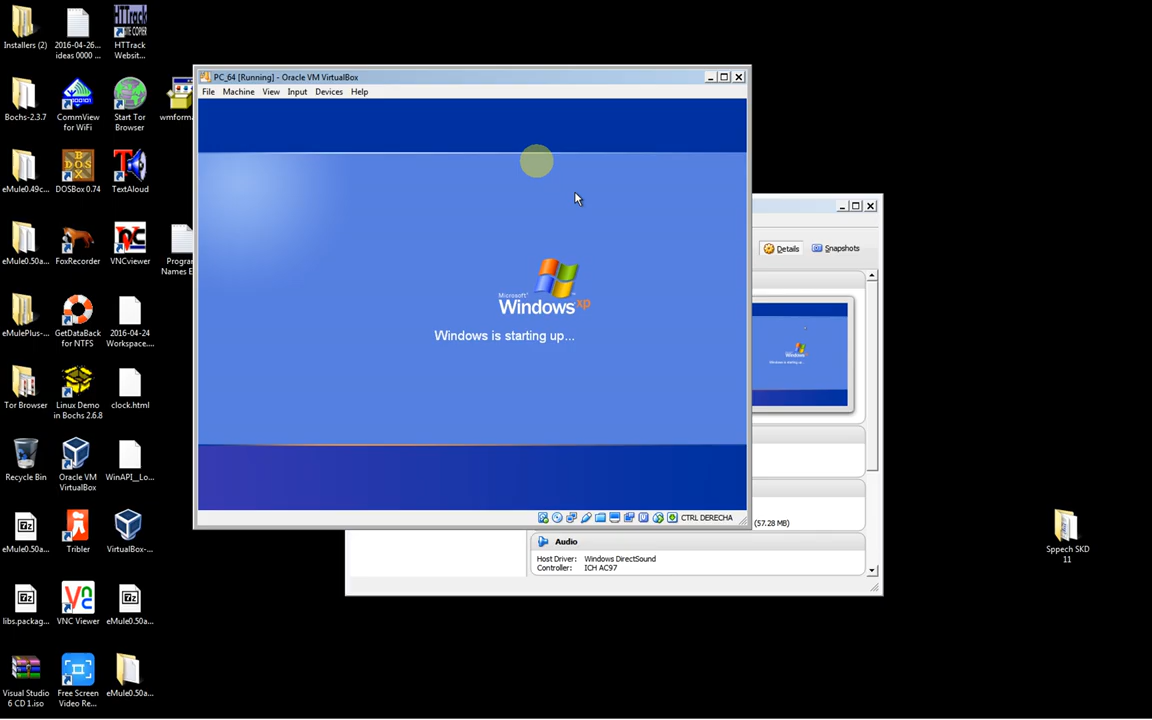 Installers (2)
2016-04-26...
ideas 0000 ...
HTTrack
Websit...
Bochs-2.3.7
CommView
for WiFi
Start Tor
Browser
wmforma
eMule0.49c...
DOSBox 0.74
TextAloud
eMule0.50a...
FoxRecorder
VNCviewer
Program
Names E
eMulePlus-...
GetDataBack
for NTFS
2016-04-24
Workspace....
Tor Browser
Linux Demo
in Bochs 2.6.8
clock.html
Recycle Bin
Oracle VM
VirtualBox
WinAPI__Lo...
eMule0.50a...
Tribler
VirtualBox-...
libs.packag...
VNC Viewer
eMule0.50a...
Visual Studio
6 CD 1.iso
Free Screen
Video Re...
eMule0.50a...
PC_64 [Running] - Oracle VM VirtualBox
File Machine View Input Devices Help
Microsoft®
Windows xp
Windows is starting up...
CTRL DERECHA
Details Snapshots
Windows is starting up...
(57.28 MB)
Audio
Host Driver: Windows DirectSound
Controller: ICH AC97
Sppech SKD
11